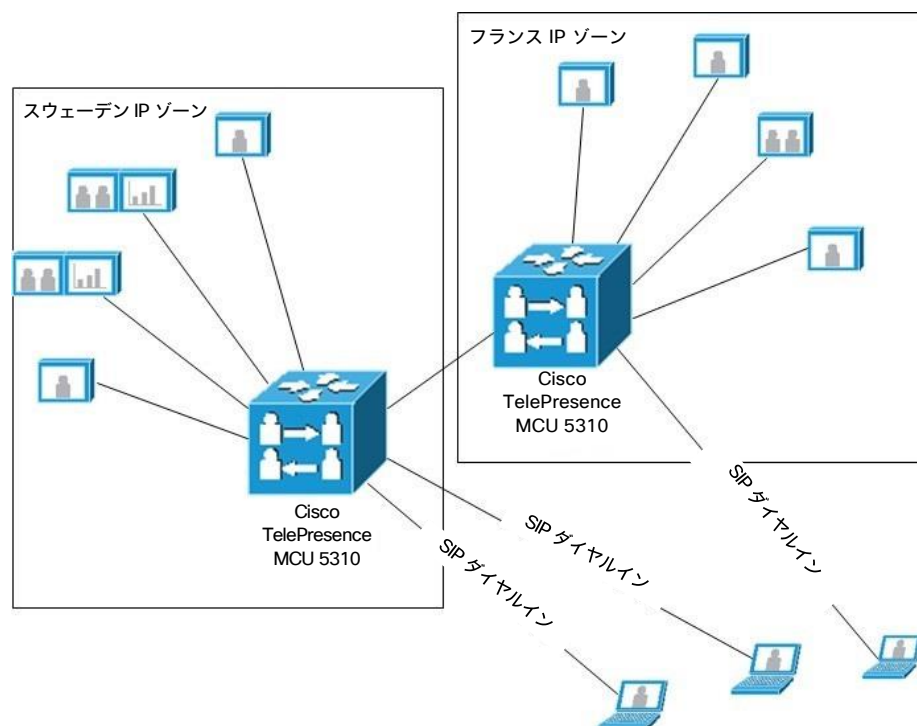 フランス IP ゾーン
スウェーデン IP ゾーン
Cisco
TelePresence
MCU 5310
Cisco
TelePresence
MCU 5310
SIP ダイヤルイン
SIP ダイヤルイン
SIP ダイヤルイン